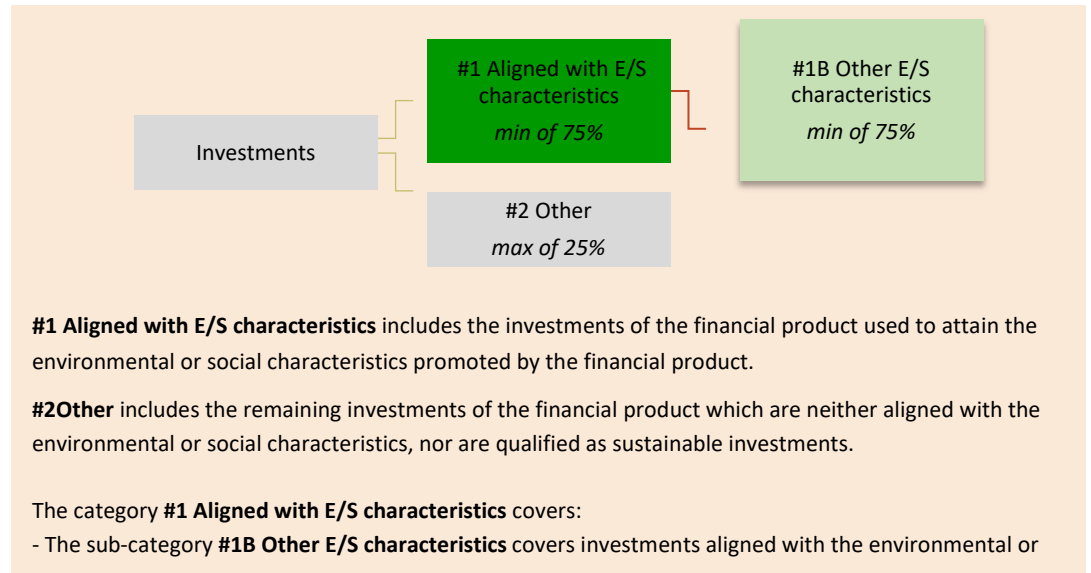 #1 Aligned with E/S
characteristics
min of 75%
#1B Other E/S
characteristics
min of 75%
Investments
#2 Other
max of 25%
#1 Aligned with E/S characteristics includes the investments of the financial product used to attain the
environmental or social characteristics promoted by the financial product.
#2Other includes the remaining investments of the financial product which are neither aligned with the
environmental or social characteristics, nor are qualified as sustainable investments.
The category #1 Aligned with E/S characteristics covers:
- The sub-category #1B Other E/S characteristics covers investments aligned with the environmental or